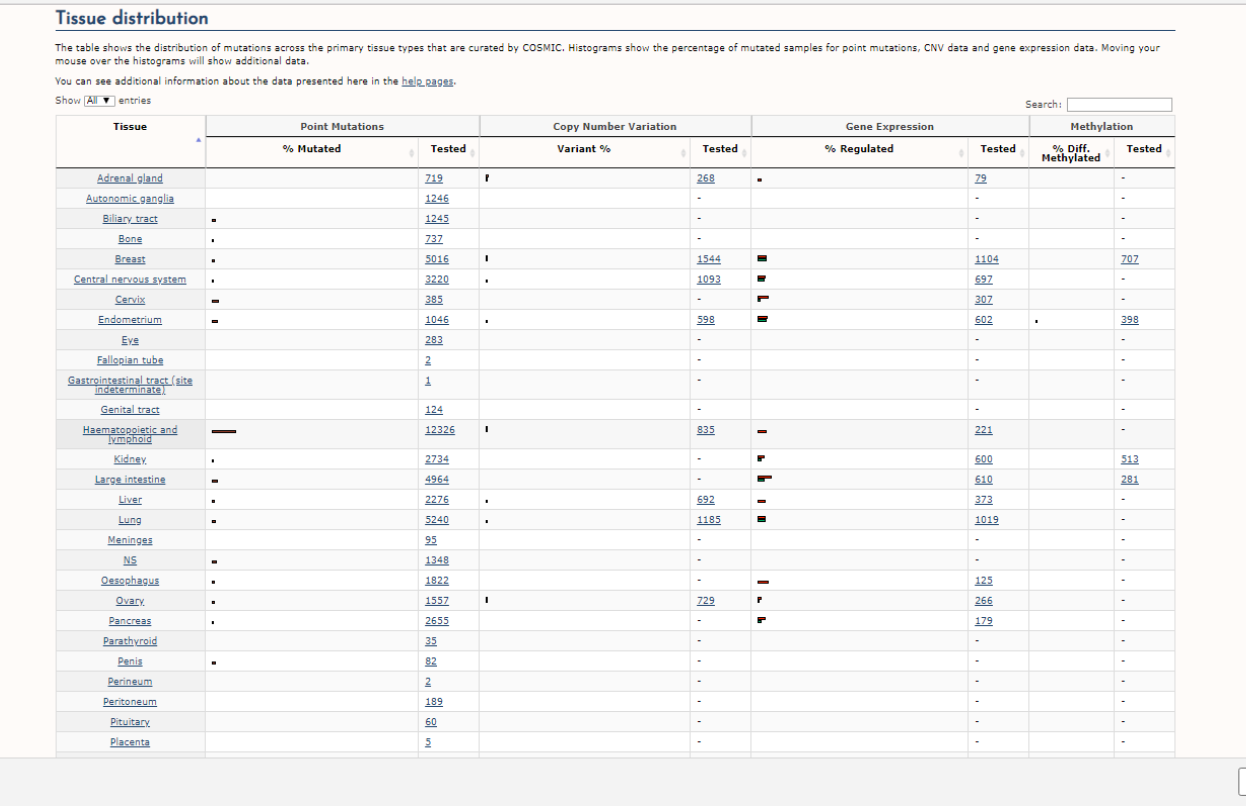 Tissue distribution
The table shows the distribution of mutations across the primary tissue types that are curated by COSMIC. Histograms show the percentage of mutated samples for point mutations, CNV data and gene expression data. Moving your
mouse over the histograms will show additional data.
You can see additional information about the data presented here in the help pages.
Show All ▼ entries
Search:
Tissue Point Mutations Copy Number Variation Gene Expression Methylation
% Mutated Tested Variant % Tested % Regulated Tested % Diff. Methylated Tested
Adrenal gland 719 268 79 -
Autonomic ganglia 1246 - - -
Biliary tract 1245 - - -
Bone 737 - - -
Breast 5016 1544 1104 707
Central nervous system 3220 1093 697 -
Cervix 385 - 307 -
Endometrium 1046 598 602 398
Eye 283 - - -
Fallopian tube 2 - - -
Gastrointestinal tract (site indeterminate) 1 - - -
Genital tract 124 - - -
Haematopoietic and lymphoid 12326 835 221 -
Kidney 2734 - 600 513
Large intestine 4964 - 610 281
Liver 2276 692 373 -
Lung 5240 1185 1019 -
Meninges 95 - - -
NS 1348 - - -
Oesophagus 1822 - 125 -
Ovary 1557 729 266 -
Pancreas 2655 - 179 -
Parathyroid 35 - - -
Penis 82 - - -
Perineum 2 - - -
Peritoneum 189 - - -
Pituitary 60 - - -
Placenta 5 - - -